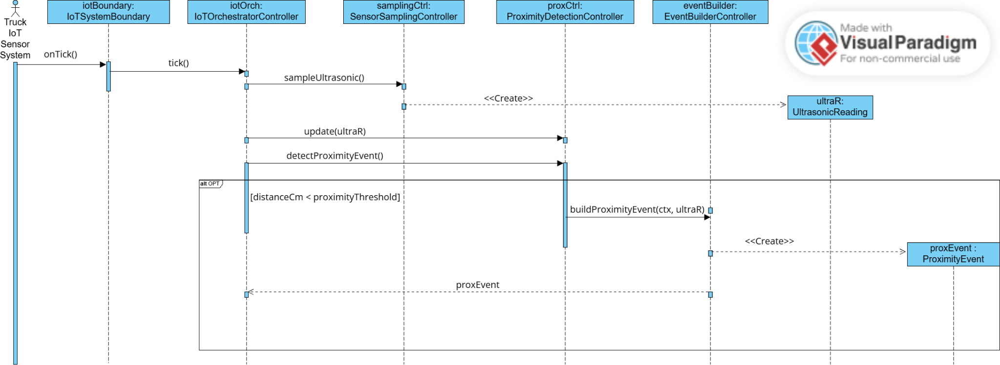 Truck
IoT
Sensor
System
iotBoundary:
IoTSystemBoundary
iotOrch:
IoTOrchestratorController
samplingCtrl:
SensorSamplingController
proxCtrl:
ProximityDetectionController
eventBuilder:
EventBuilderController
Made with
VisualParadigm
For non-commercial use
onTick()
tick()
sampleUltrasonic()
<<Create>>
ultraR:
UltrasonicReading
update(ultraR)
detectProximityEvent()
alt OPT
[distanceCm < proximityThreshold]
buildProximityEvent(ctx, ultraR)
<<Create>>
proxEvent :
ProximityEvent
proxEvent